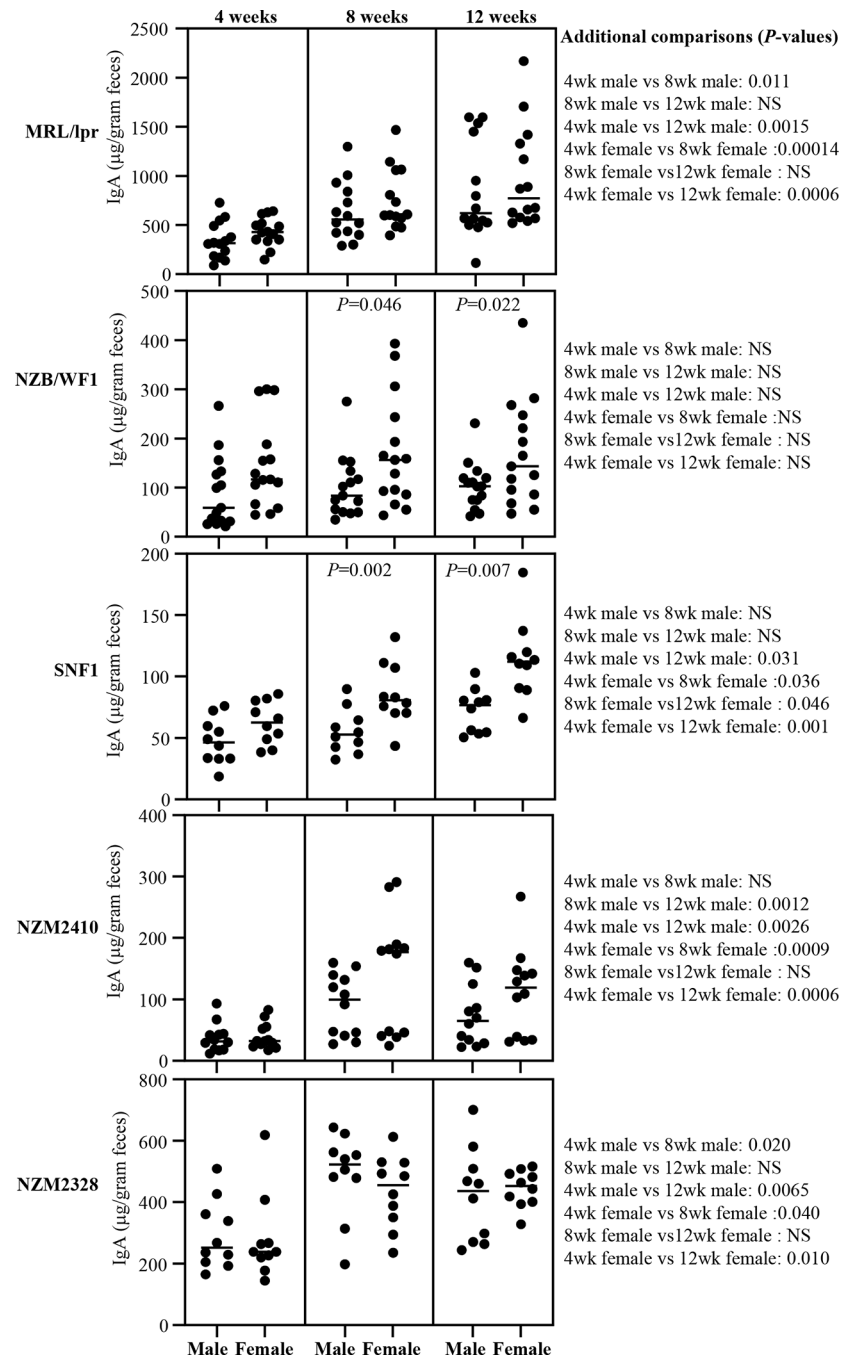 4 weeks 8 weeks 12 weeks
Additional comparisons (P-values)
MRL/lpr
IgA (µg/gram feces)
2500
2000
1500
1000
500
0
4wk male vs 8wk male: 0.011
8wk male vs 12wk male: NS
4wk male vs 12wk male: 0.0015
4wk female vs 8wk female :0.00014
8wk female vs12wk female : NS
4wk female vs 12wk female: 0.0006
NZB/WF1
IgA (µg/gram feces)
500
400
300
200
100
0
P=0.046 P=0.022
4wk male vs 8wk male: NS
8wk male vs 12wk male: NS
4wk male vs 12wk male: NS
4wk female vs 8wk female :NS
8wk female vs12wk female : NS
4wk female vs 12wk female: NS
SNF1
IgA (µg/gram feces)
200
150
100
50
0
P=0.002 P=0.007
4wk male vs 8wk male: NS
8wk male vs 12wk male: NS
4wk male vs 12wk male: 0.031
4wk female vs 8wk female :0.036
8wk female vs12wk female : 0.046
4wk female vs 12wk female: 0.001
NZM2410
IgA (µg/gram feces)
400
300
200
100
0
4wk male vs 8wk male: NS
8wk male vs 12wk male: 0.0012
4wk male vs 12wk male: 0.0026
4wk female vs 8wk female :0.0009
8wk female vs12wk female : NS
4wk female vs 12wk female: 0.0006
NZM2328
IgA (µg/gram feces)
800
600
400
200
0
4wk male vs 8wk male: 0.020
8wk male vs 12wk male: NS
4wk male vs 12wk male: 0.0065
4wk female vs 8wk female :0.040
8wk female vs12wk female : NS
4wk female vs 12wk female: 0.010
Male Female Male Female Male Female